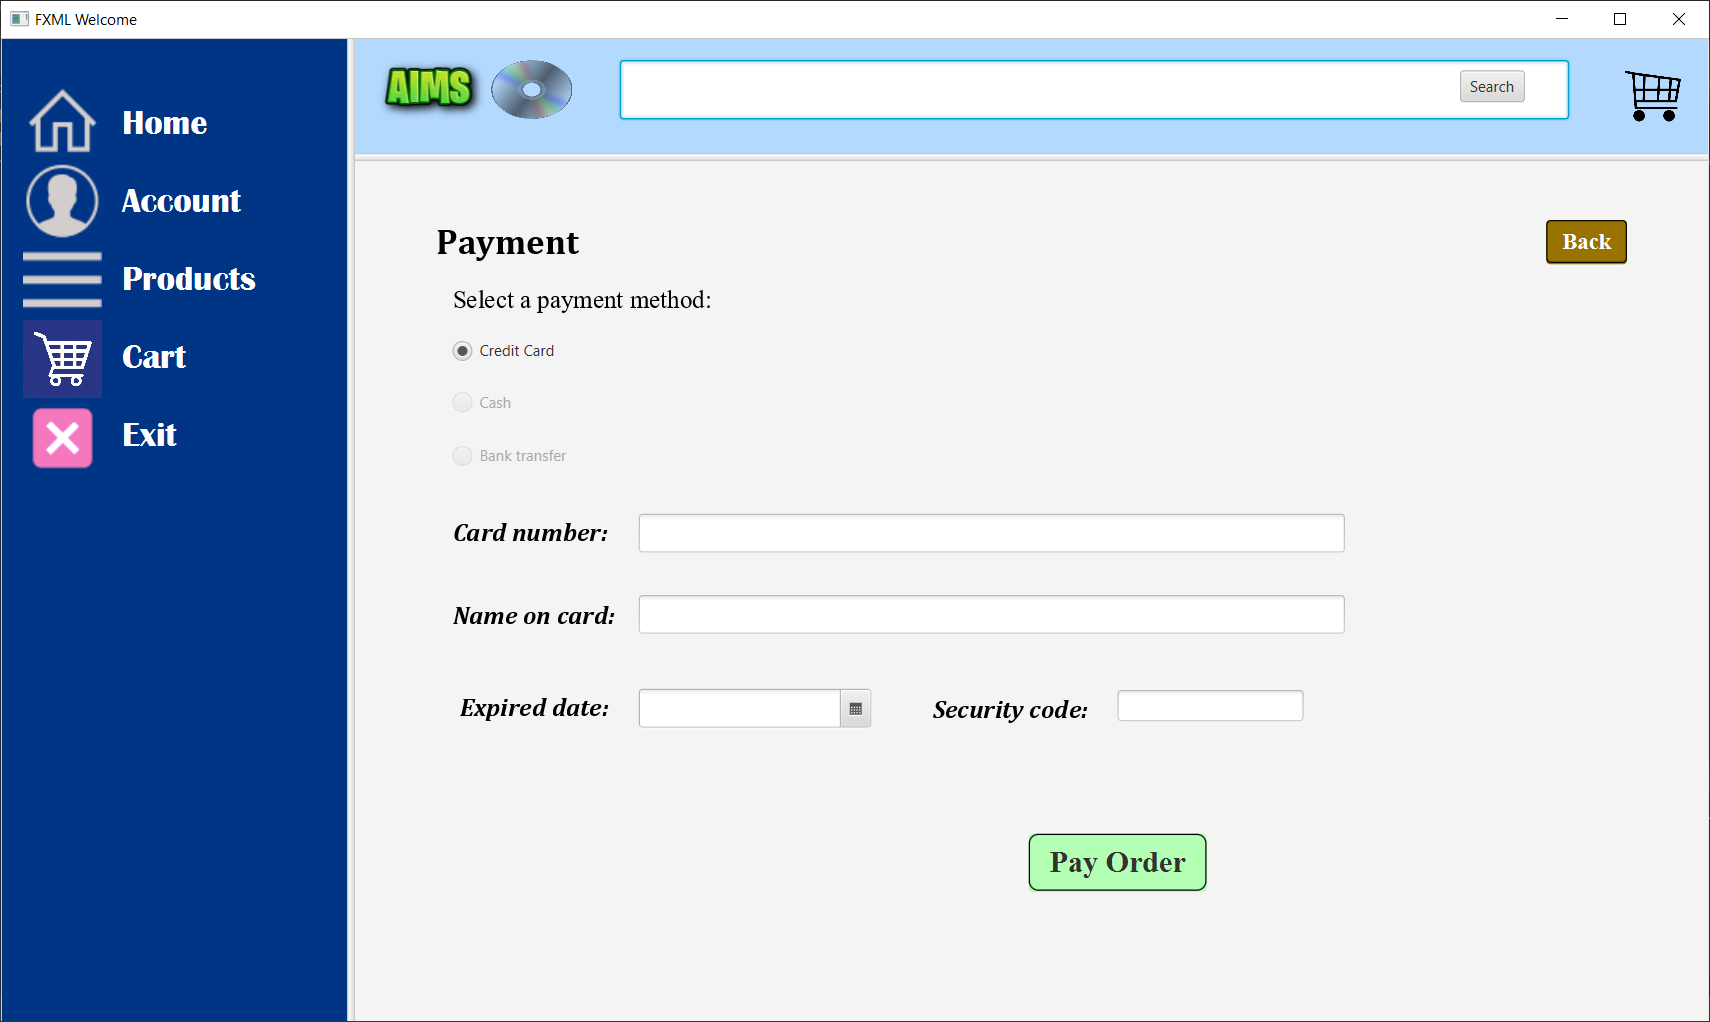 FXML Welcome
Home
Account
Products
Cart
Exit
AIMS
Search
Payment
Back
Select a payment method:
Credit Card
Cash
Bank transfer
Card number:
Name on card:
Expired date:
Security code:
Pay Order